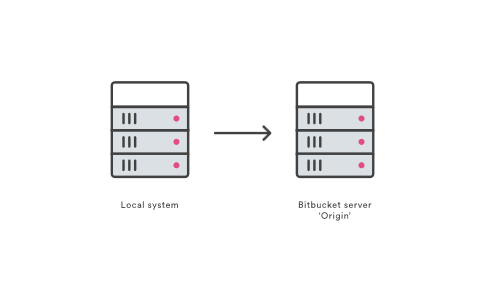 Local system
Bitbucket server
'Origin'